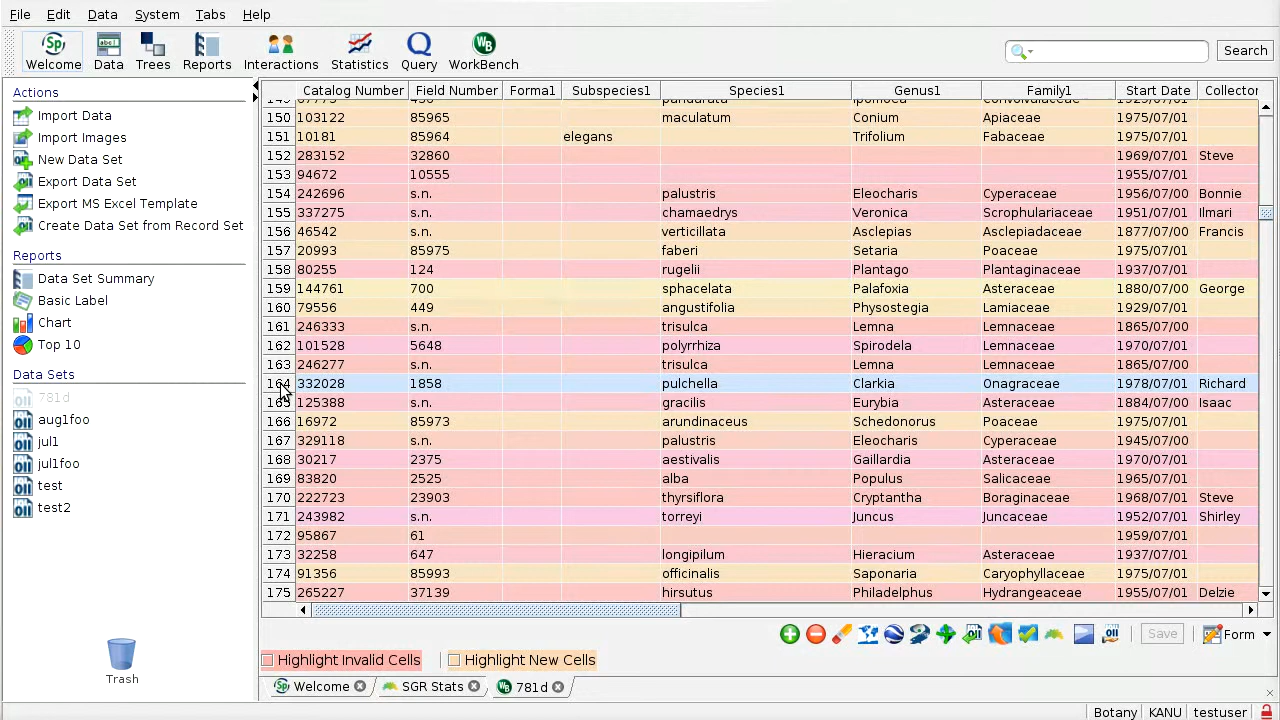 File Edit Data System Tabs Help
Welcome Data Trees Reports Interactions Statistics Query WorkBench Search
Actions
Import Data
Import Images
New Data Set
Export Data Set
Export MS Excel Template
Create Data Set from Record Set
Reports
Data Set Summary
Basic Label
Chart
Top 10
Data Sets
781d
aug1foo
jul1
jul1foo
test
test2
Trash
Catalog Number Field Number Forma1 Subspecies1 Species1 Genus1 Family1 Start Date Collector
150 103122 85965 maculatum Conium Apiaceae 1975/07/01
151 10181 85964 elegans Trifolium Fabaceae 1975/07/01
152 283152 32860 1969/07/01 Steve
153 94672 10555 1955/07/01
154 242696 s.n. palustris Eleocharis Cyperaceae 1956/07/00 Bonnie
155 337275 s.n. chamaedrys Veronica Scrophulariaceae 1951/07/01 Ilmari
156 46542 s.n. verticillata Asclepias Asclepiadaceae 1877/07/00 Francis
157 20993 85975 faberi Setaria Poaceae 1975/07/01
158 80255 124 rugelii Plantago Plantaginaceae 1937/07/01
159 144761 700 sphacelata Palafoxia Asteraceae 1880/07/00 George
160 79556 449 angustifolia Physostegia Lamiaceae 1929/07/01
161 246333 s.n. trisulca Lemna Lemnaceae 1865/07/00
162 101528 5648 polyrrhiza Spirodela Lemnaceae 1970/07/01
163 246277 s.n. trisulca Lemna Lemnaceae 1865/07/00
164 332028 1858 pulchella Clarkia Onagraceae 1978/07/01 Richard
165 125388 s.n. gracilis Eurybia Asteraceae 1884/07/00 Isaac
166 16972 85973 arundinaceus Schedonorus Poaceae 1975/07/01
167 329118 s.n. palustris Eleocharis Cyperaceae 1945/07/00
168 30217 2375 aestivalis Gaillardia Asteraceae 1970/07/01
169 83820 2525 alba Populus Salicaceae 1965/07/01
170 222723 23903 thyrsiflora Cryptantha Boraginaceae 1968/07/01 Steve
171 243982 s.n. torreyi Juncus Juncaceae 1952/07/01 Shirley
172 95867 61 1959/07/01
173 32258 647 longipilum Hieracium Asteraceae 1937/07/01
174 91356 85993 officinalis Saponaria Caryophyllaceae 1975/07/01
175 265227 37139 hirsutus Philadelphus Hydrangeaceae 1955/07/01 Delzie
Save Form
Highlight Invalid Cells Highlight New Cells
Welcome SGR Stats 781d
Botany KANU testuser